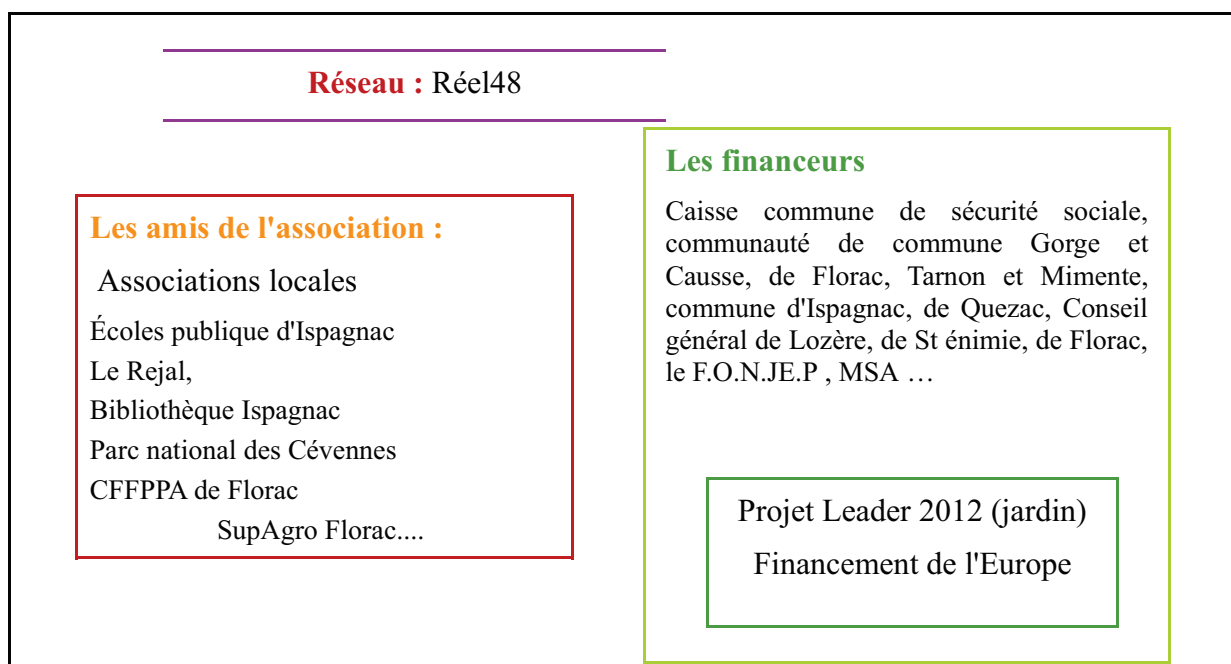 Réseau : Réel48
Les amis de l'association :
Associations locales
Écoles publique d'Ispagnac
Le Rejal,
Bibliothèque Ispagnac
Parc national des Cévennes
CFFPPA de Florac
SupAgro Florac....
Les financeurs
Caisse commune de sécurité sociale,
communauté de commune Gorge et
Causse, de Florac, Tarnon et Mimente,
commune d'Ispagnac, de Quezac, Conseil
général de Lozère, de St énimie, de Florac,
le F.O.N.JE.P , MSA …
Projet Leader 2012 (jardin)
Financement de l'Europe